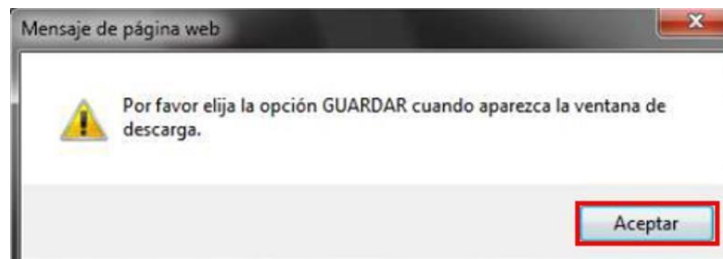 Mensaje de página web
Por favor elija la opción GUARDAR cuando aparezca la ventana de
descarga.
Aceptar